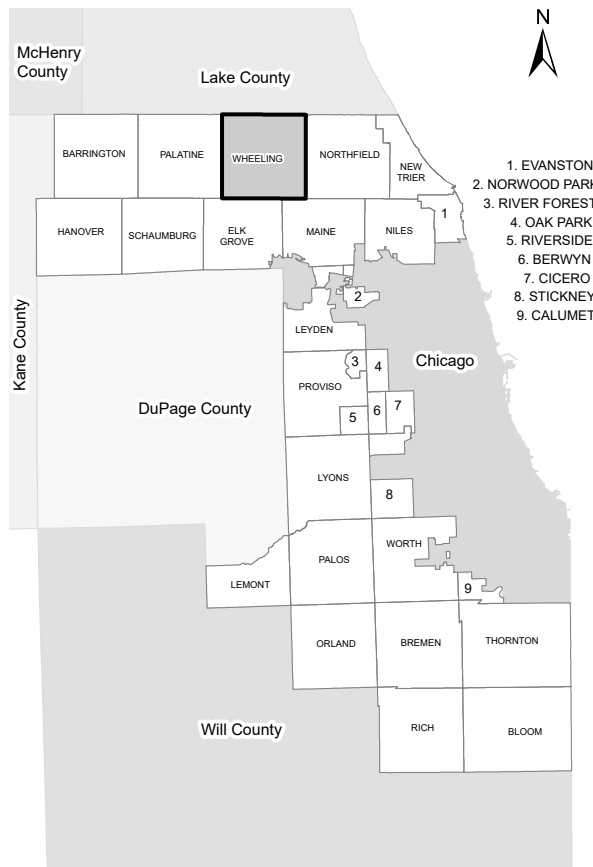 N
McHenry
County
Lake County
BARRINGTON
PALATINE
WHEELING
NORTHFIELD
NEW
TRIER
1. EVANSTON
2. NORWOOD PARK
3. RIVER FOREST
4. OAK PARK
5. RIVERSIDE
6. BERWYN
7. CICERO
8. STICKNEY
9. CALUMET
HANOVER
SCHAUMBURG
ELK
GROVE
MAINE
NILES
1
2
Kane County
LEYDEN
Chicago
3
4
PROVISO
DuPage County
5
6
7
LYONS
8
WORTH
PALOS
LEMONT
9
ORLAND
BREMEN
THORNTON
Will County
RICH
BLOOM